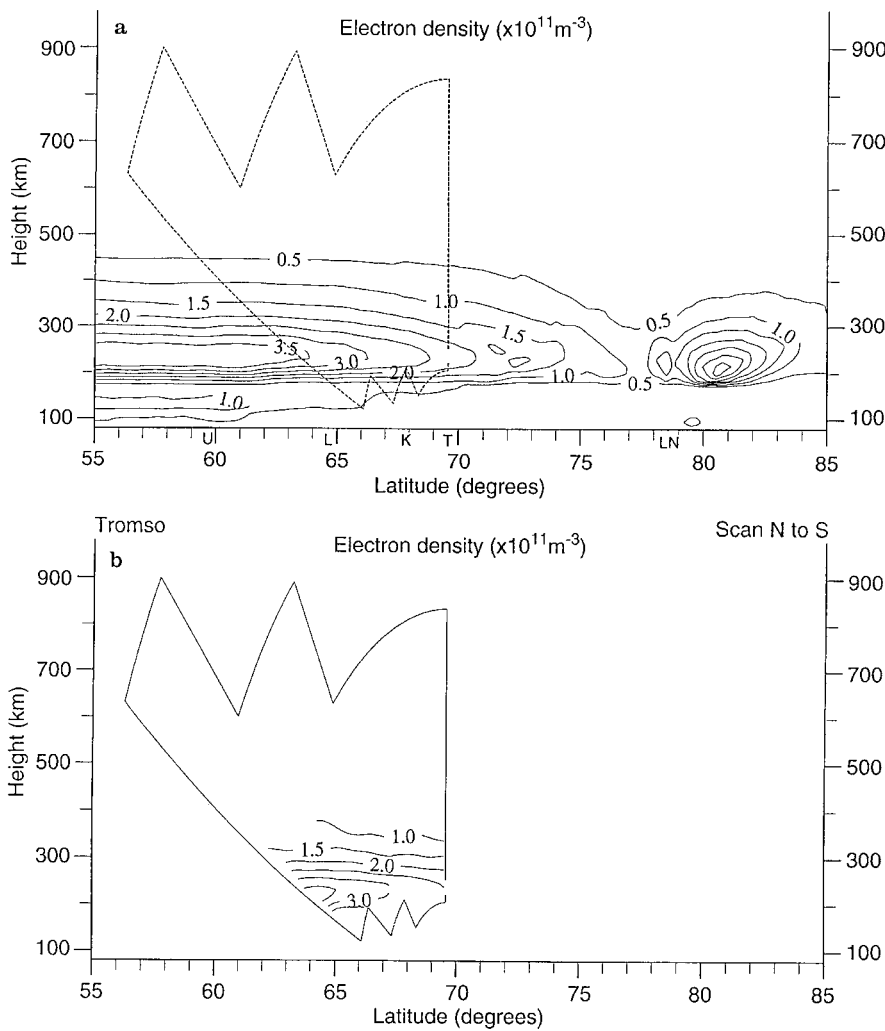 a
Electron density (x10¹¹m⁻³)
900
700
500
300
100
Height (km)
900
700
500
300
100
0.5
1.5
1.0
2.0
1.5
0.5
1.0
3.5
3.0
2.0
1.0
0.5
1.0
U
L
K
T
LN
55 60 65 70 75 80 85
Latitude (degrees)
Tromso
Scan N to S
b
Electron density (x10¹¹m⁻³)
900
700
500
300
100
Height (km)
900
700
500
300
100
1.0
1.5
2.0
3.0
55 60 65 70 75 80 85
Latitude (degrees)